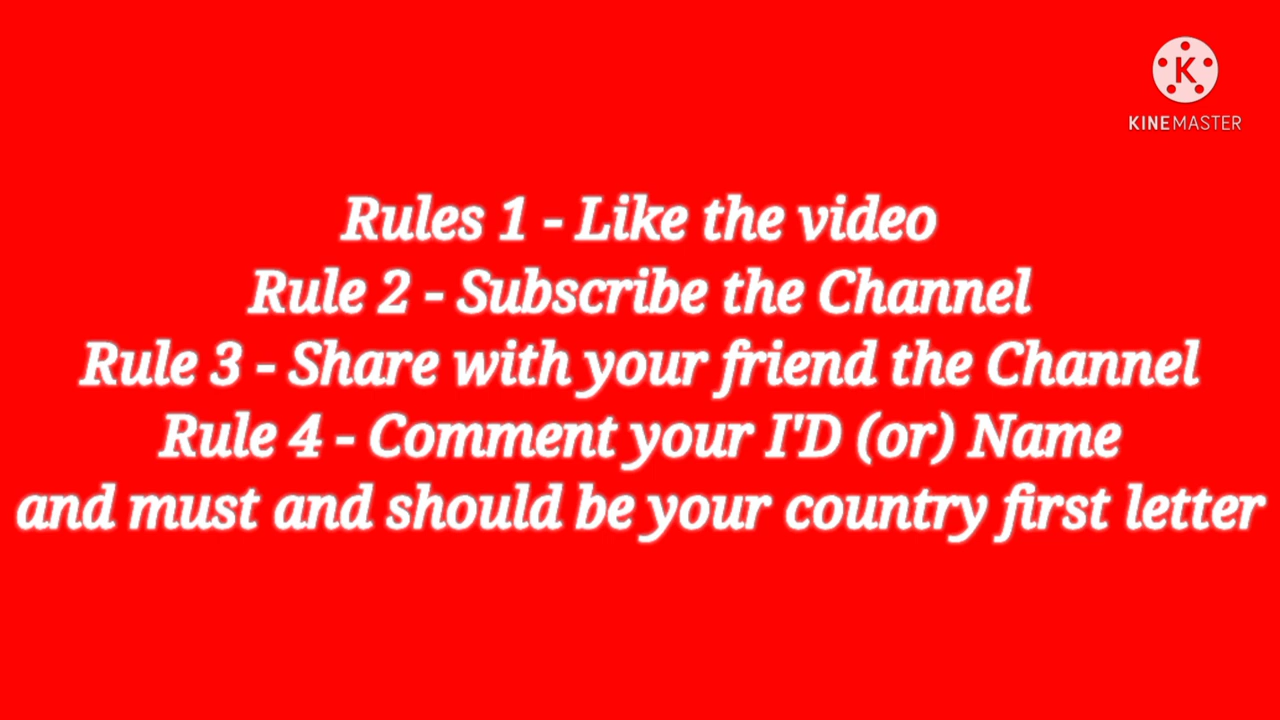 K
KINEMASTER
Rules 1 - Like the video
Rule 2 - Subscribe the Channel
Rule 3 - Share with your friend the Channel
Rule 4 - Comment your I'D (or) Name
and must and should be your country first letter